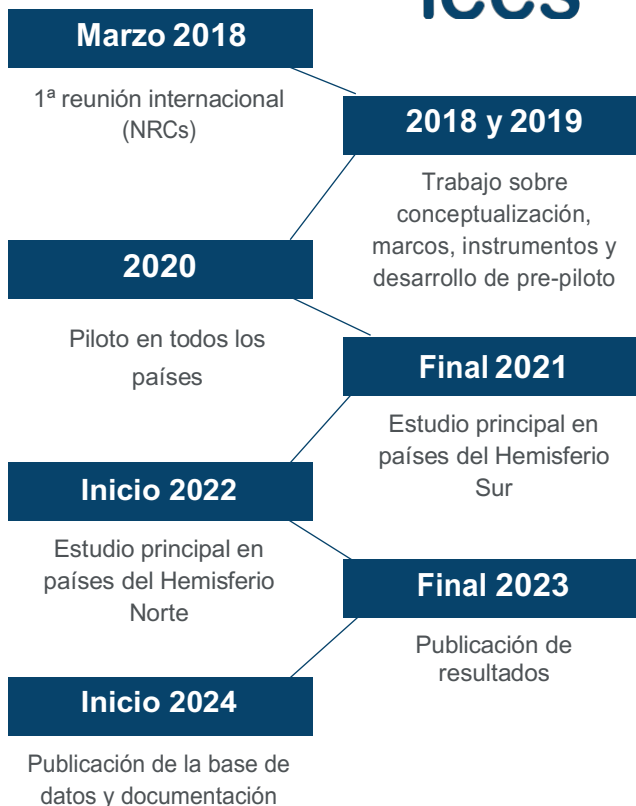 iccs
Marzo 2018
1ª reunión internacional
(NRCs)
2018 y 2019
Trabajo sobre
conceptualización,
marcos, instrumentos y
desarrollo de pre-piloto
2020
Piloto en todos los
países
Final 2021
Estudio principal en
países del Hemisferio
Sur
Inicio 2022
Estudio principal en
países del Hemisferio
Norte
Final 2023
Publicación de
resultados
Inicio 2024
Publicación de la base de
datos y documentación